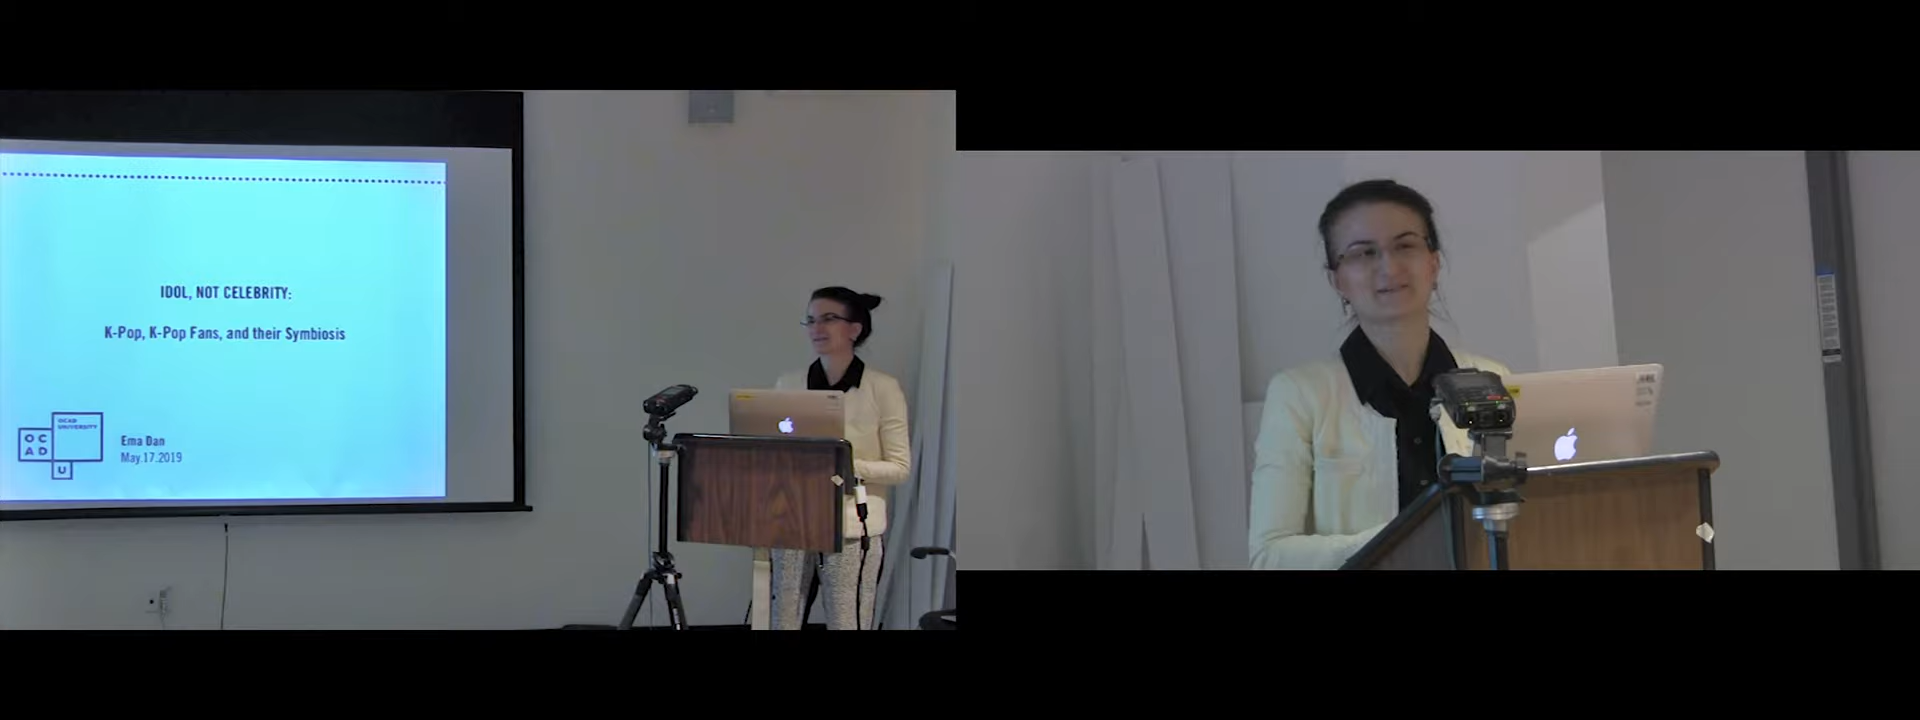 IDOL, NOT CELEBRITY:
K-Pop, K-Pop Fans, and their Symbiosis
OCAD
UNIVERSITY
O C
A D
U
Ema Dan
May.17.2019